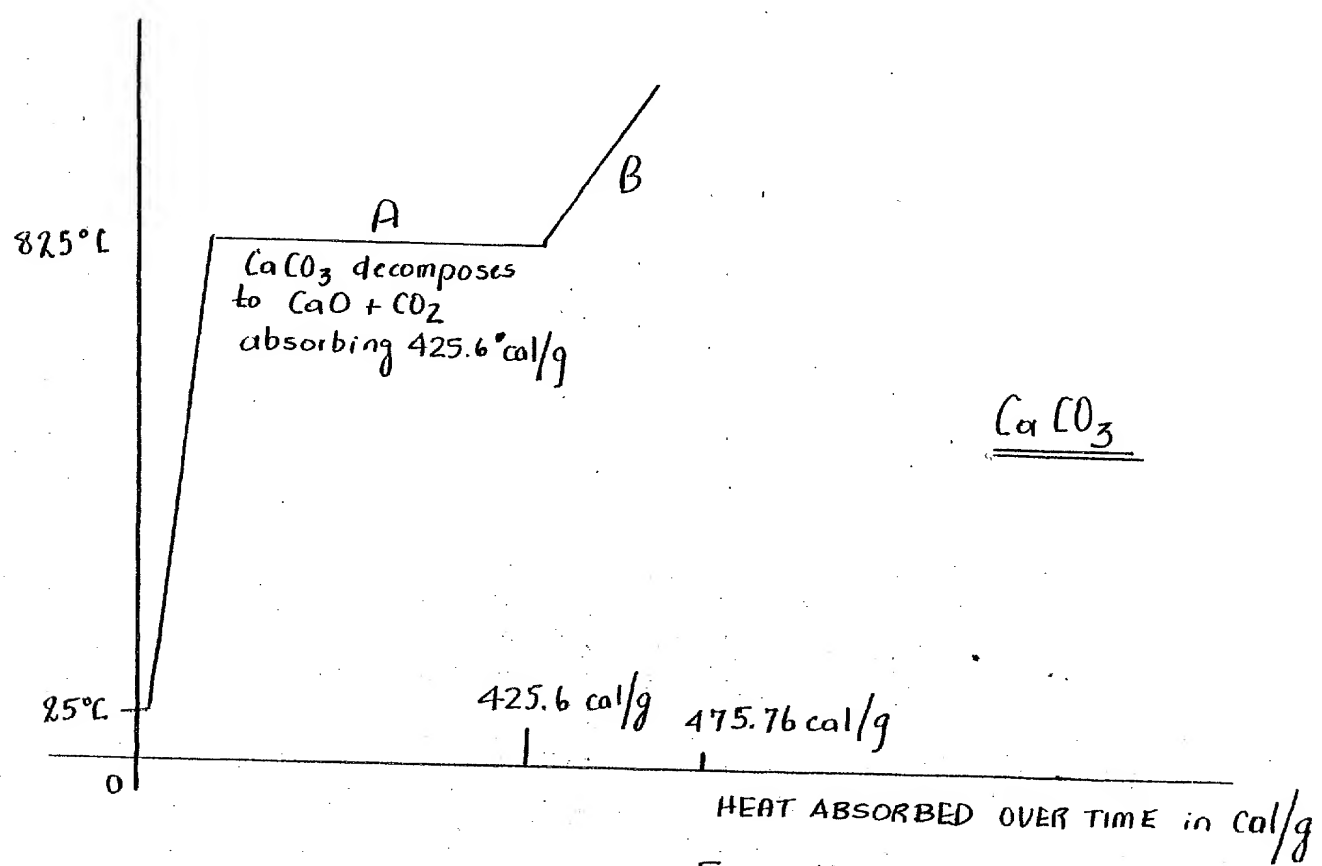 A
B
825°C
CaCO3 decomposes
to CaO + CO2
absorbing 425.6 cal/g
CaCO3
25°C
425.6 cal/g
475.76 cal/g
0
HEAT ABSORBED OVER TIME in Cal/g